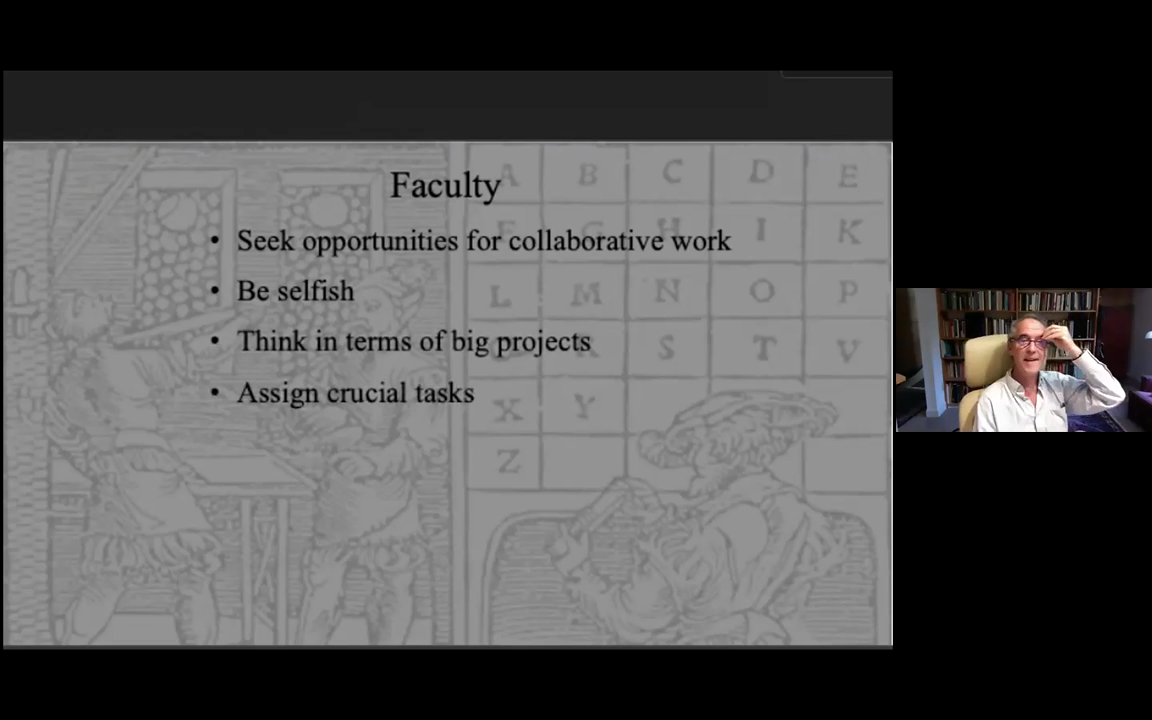 Faculty
• Seek opportunities for collaborative work
• Be selfish
• Think in terms of big projects
• Assign crucial tasks
A B C D E
F G H I K
L M N O P
S T V
X Y
Z